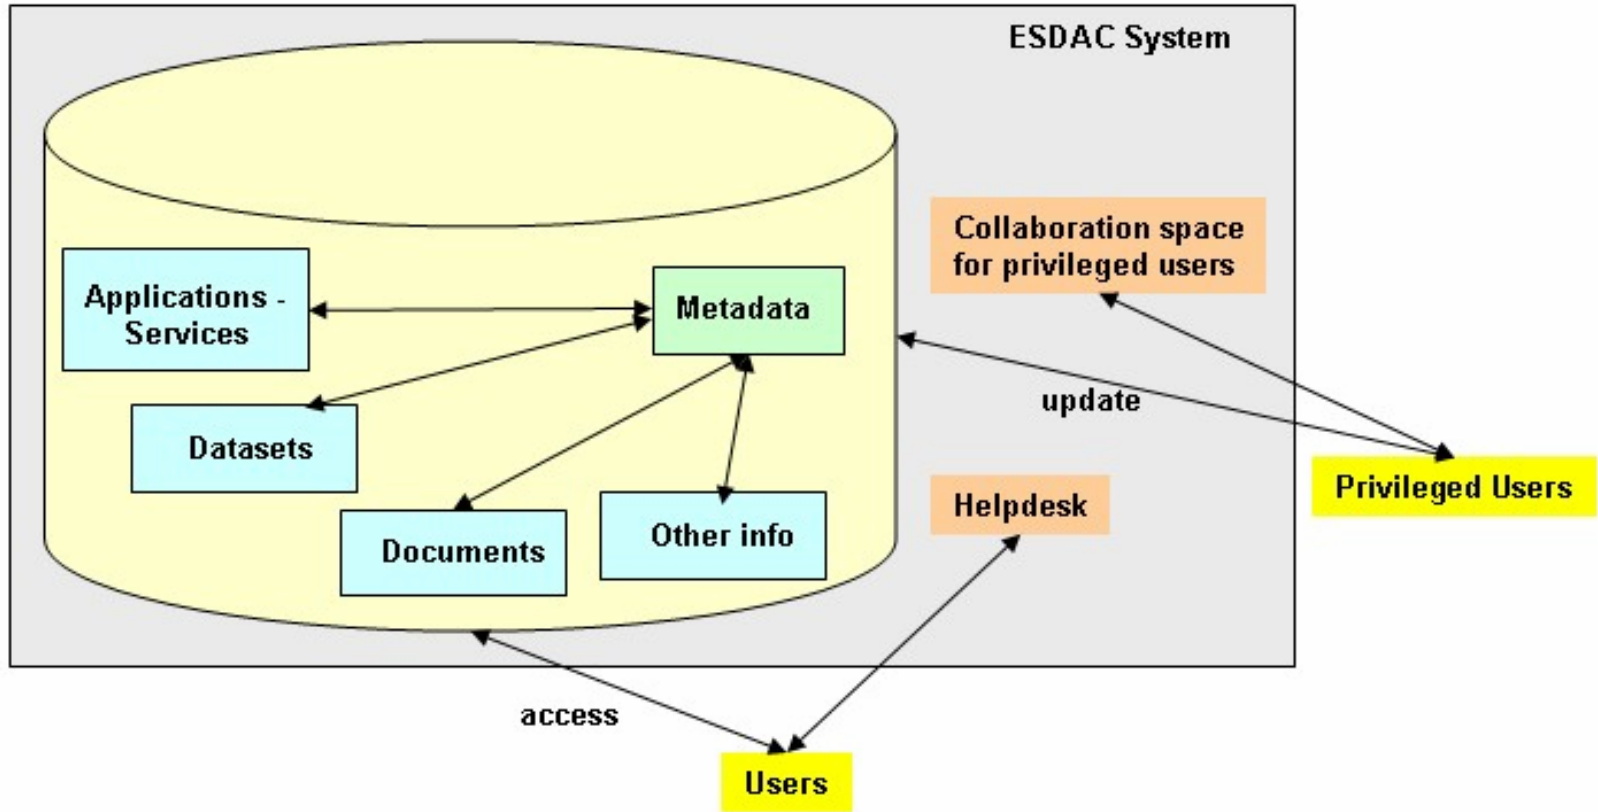 ESDAC System
Collaboration space
for privileged users
Applications -
Services
Metadata
update
Datasets
Privileged Users
Helpdesk
Other info
Documents
access
Users